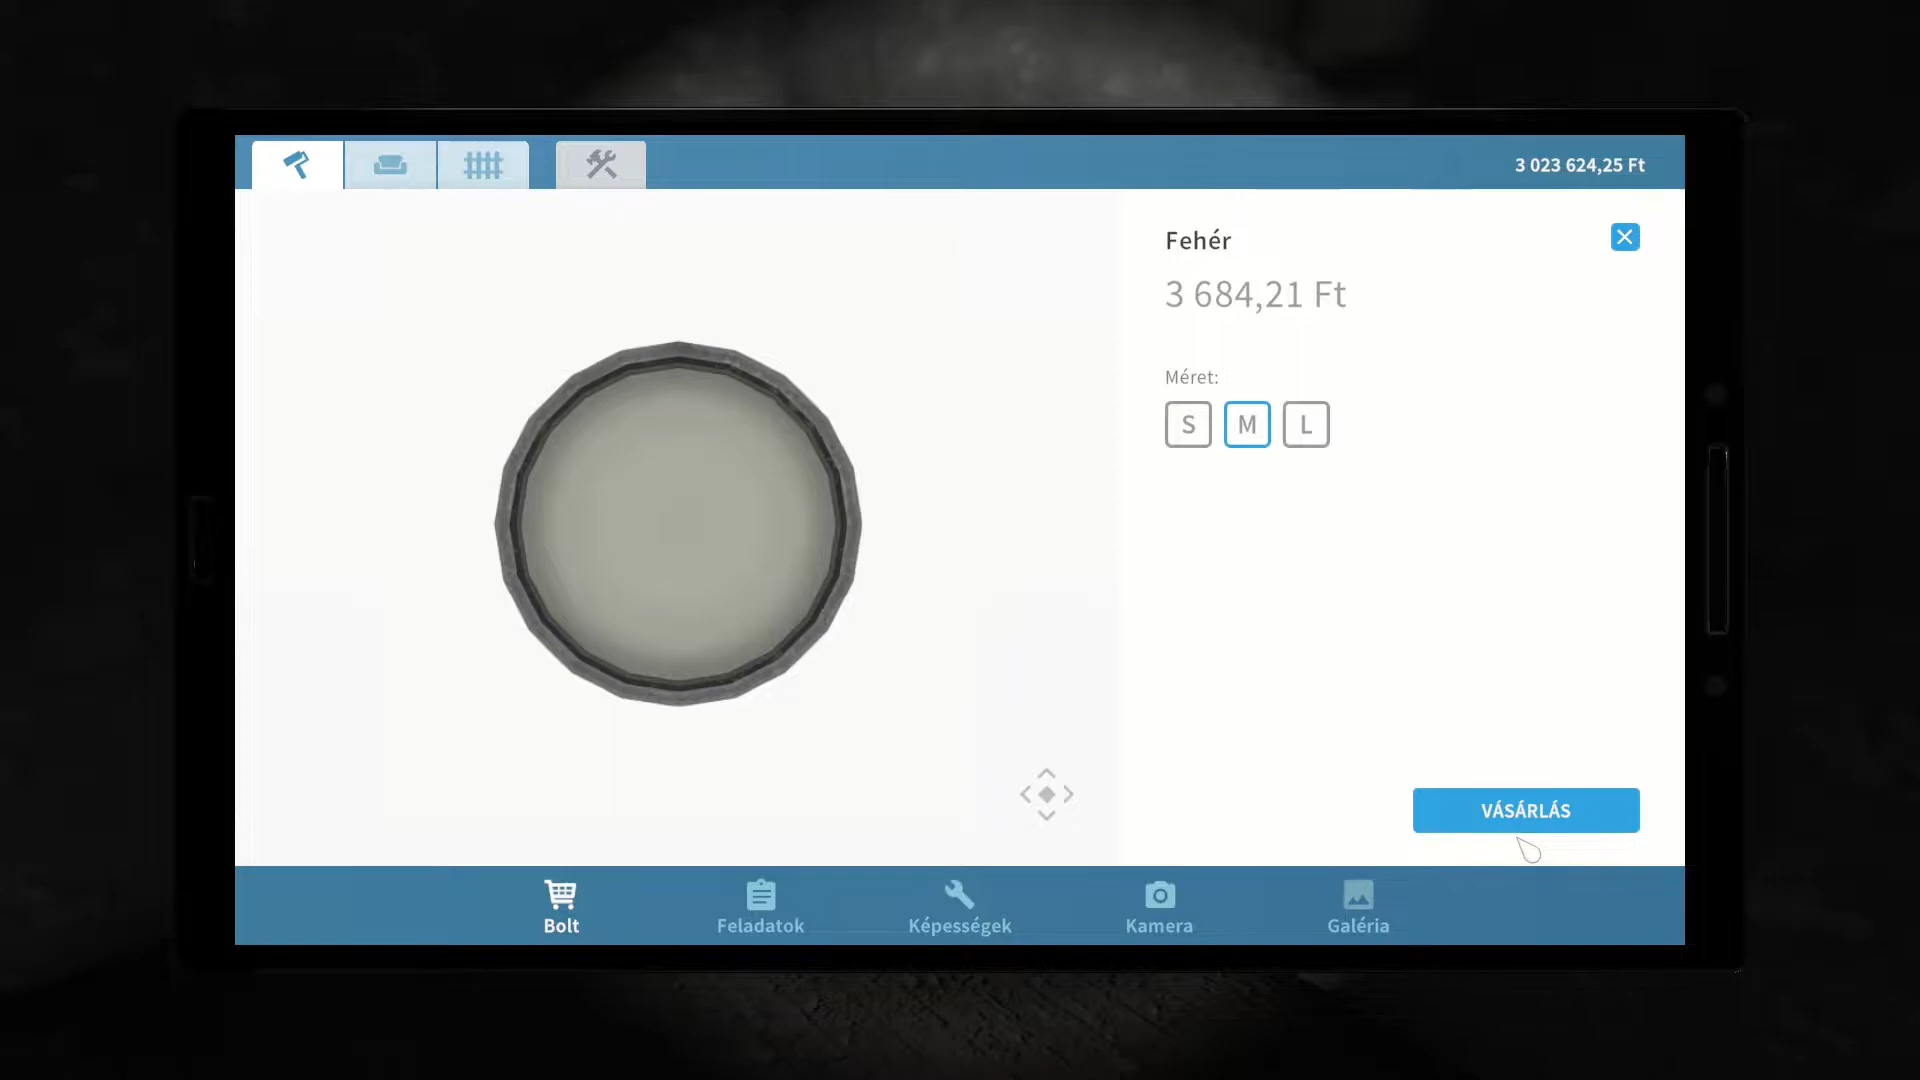 3 023 624,25 Ft
Fehér
3 684,21 Ft
Méret:
S M L
VÁSÁRLÁS
Bolt Feladatok Képességek Kamera Galéria